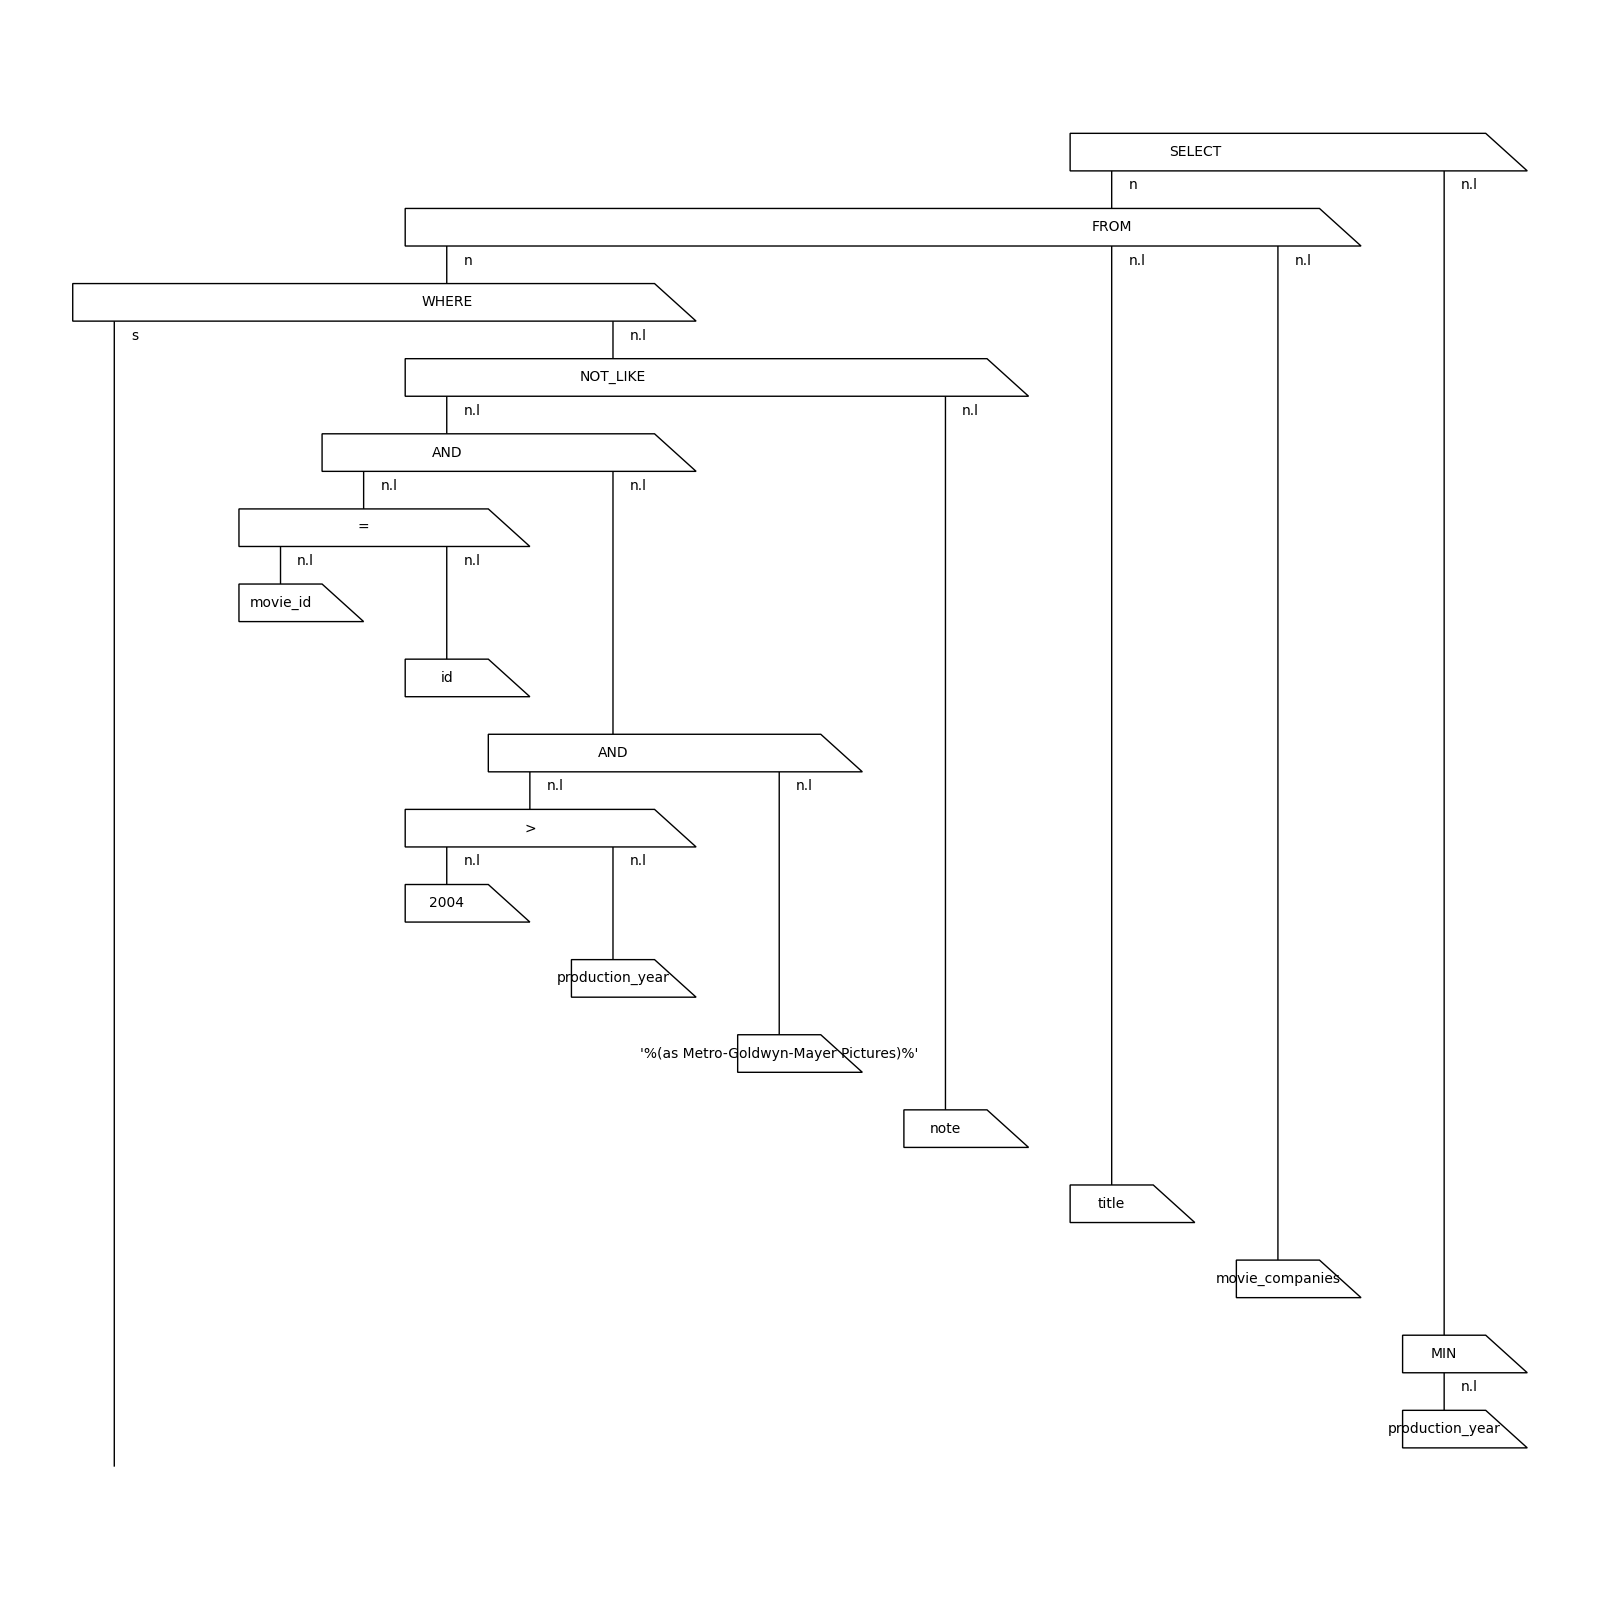 SELECT
n n.l
FROM
n n.l n.l
WHERE
s n.l
NOT_LIKE
n.l n.l
AND
n.l n.l
=
n.l n.l
movie_id
id
AND
n.l n.l
>
n.l n.l
2004
production_year
'%(as Metro-Goldwyn-Mayer Pictures)%'
note
title
movie_companies
MIN
n.l
production_year